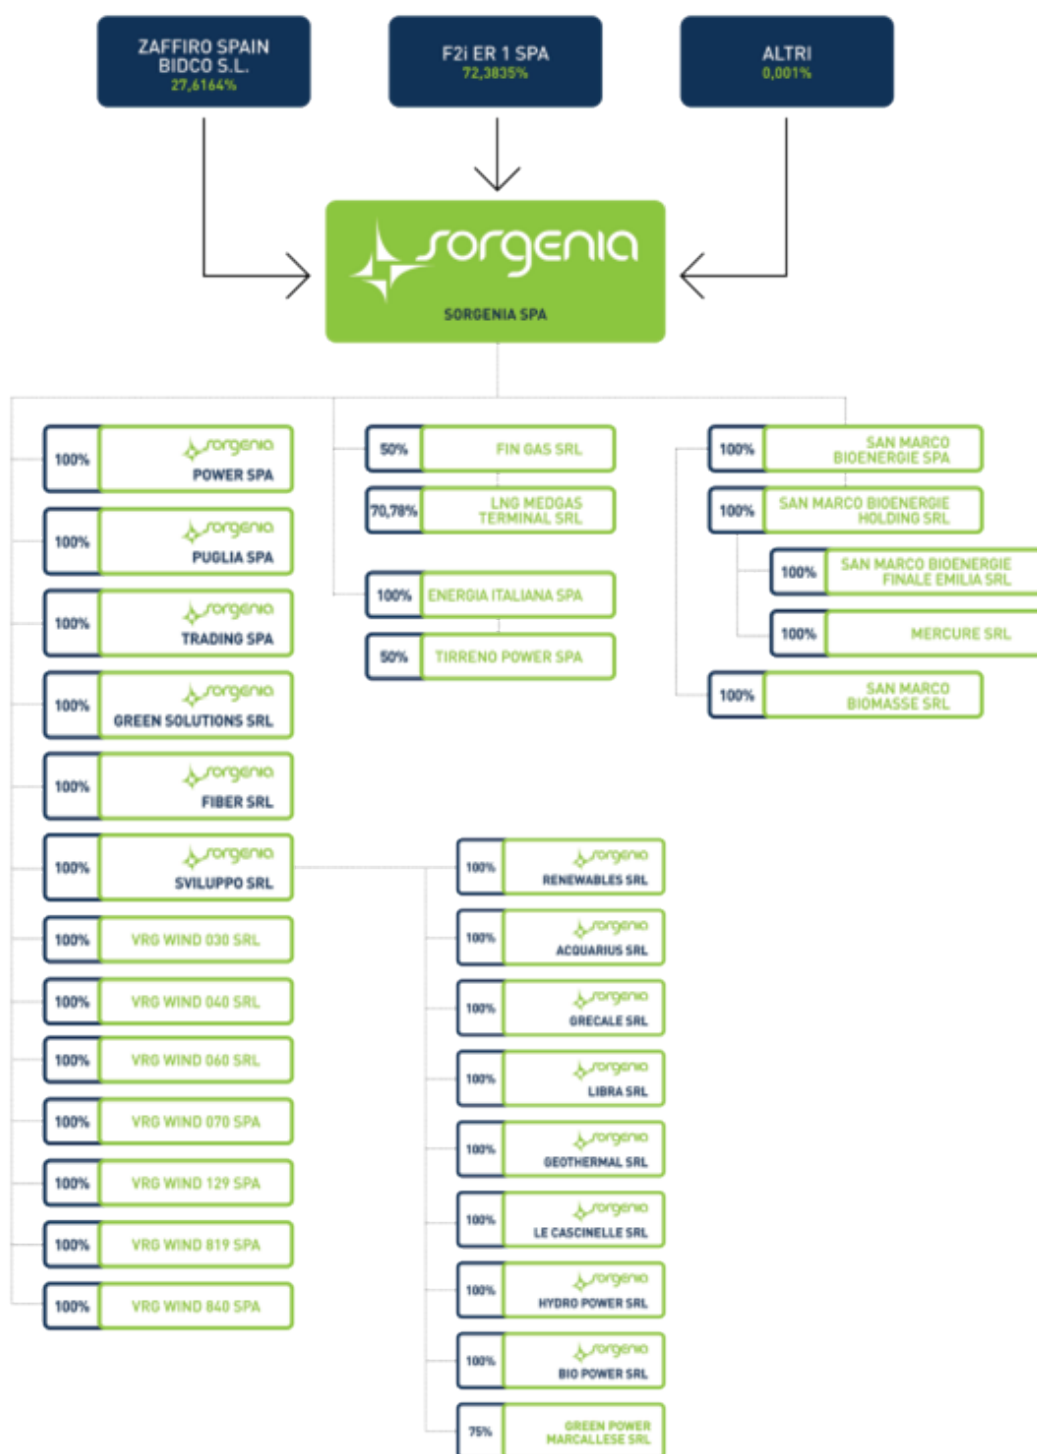 ZAFFIRO SPAIN
BIDCO S.L.
27,6164%
F2i ER 1 SPA
72,3835%
ALTRI
0,001%
sorgenia
SORGENIA SPA
100%
sorgenia
POWER SPA
100%
sorgenia
PUGLIA SPA
100%
sorgenia
TRADING SPA
100%
sorgenia
GREEN SOLUTIONS SRL
100%
sorgenia
FIBER SRL
100%
sorgenia
SVILUPPO SRL
100%
VRG WIND 030 SRL
100%
VRG WIND 040 SRL
100%
VRG WIND 060 SRL
100%
VRG WIND 070 SPA
100%
VRG WIND 129 SPA
100%
VRG WIND 819 SPA
100%
VRG WIND 840 SPA
50%
FIN GAS SRL
70,78%
LNG MEDGAS
TERMINAL SRL
100%
ENERGIA ITALIANA SPA
50%
TIRRENO POWER SPA
100%
SAN MARCO
BIOENERGIE SPA
100%
SAN MARCO BIOENERGIE
HOLDING SRL
100%
SAN MARCO BIOENERGIE
FINALE EMILIA SRL
100%
MERCURE SRL
100%
SAN MARCO
BIOMASSE SRL
100%
sorgenia
RENEWABLES SRL
100%
sorgenia
ACQUARIUS SRL
100%
sorgenia
GRECALE SRL
100%
sorgenia
LIBRA SRL
100%
sorgenia
GEOTHERMAL SRL
100%
sorgenia
LE CASCINELLE SRL
100%
sorgenia
HYDRO POWER SRL
100%
sorgenia
BIO POWER SRL
75%
GREEN POWER
MARCALLESE SRL